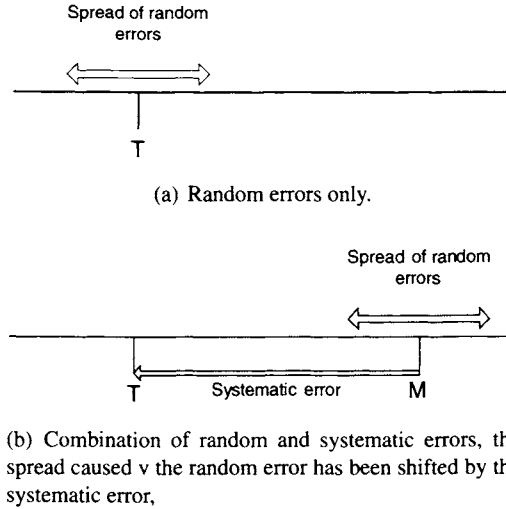 Spread of random
errors
T
(a) Random errors only.
Spread of random
errors
T Systematic error M
(b) Combination of random and systematic errors, th
spread caused v the random error has been shifted by th
systematic error,